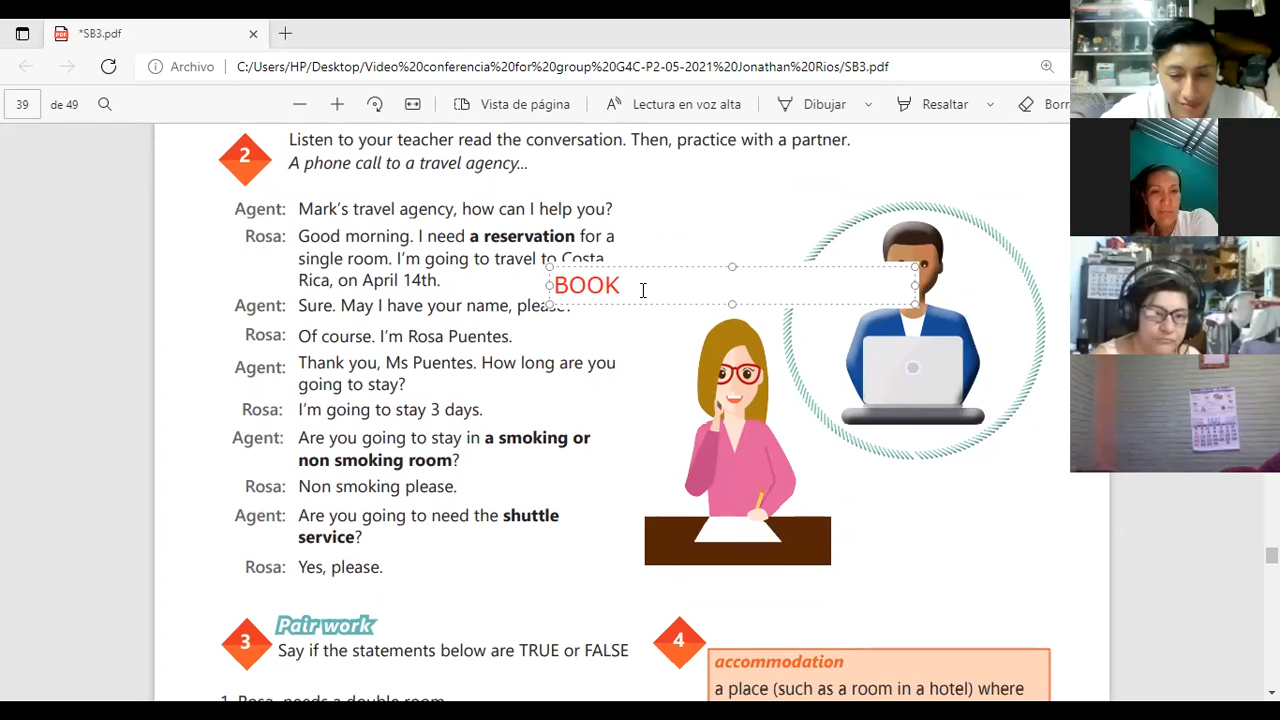 *SB3.pdf
Archivo C:/Users/HP/Desktop/Video%20conferencia%20for%20group%20G4C-P2-05-2021%20Jonathan%20Rios/SB3.pdf
39 de 49 Vista de página Lectura en voz alta Dibujar Resaltar Borr
2 Listen to your teacher read the conversation. Then, practice with a partner.
A phone call to a travel agency...
Agent: Mark's travel agency, how can I help you?
Rosa: Good morning. I need a reservation for a
single room. I'm going to travel to Costa
Rica, on April 14th.
BOOK
Agent: Sure. May I have your name, please?
Rosa: Of course. I'm Rosa Puentes.
Agent: Thank you, Ms Puentes. How long are you
going to stay?
Rosa: I'm going to stay 3 days.
Agent: Are you going to stay in a smoking or
non smoking room?
Rosa: Non smoking please.
Agent: Are you going to need the shuttle
service?
Rosa: Yes, please.
3 Pair work
Say if the statements below are TRUE or FALSE
1. Rosa needs a double room
4
accommodation
a place (such as a room in a hotel) where